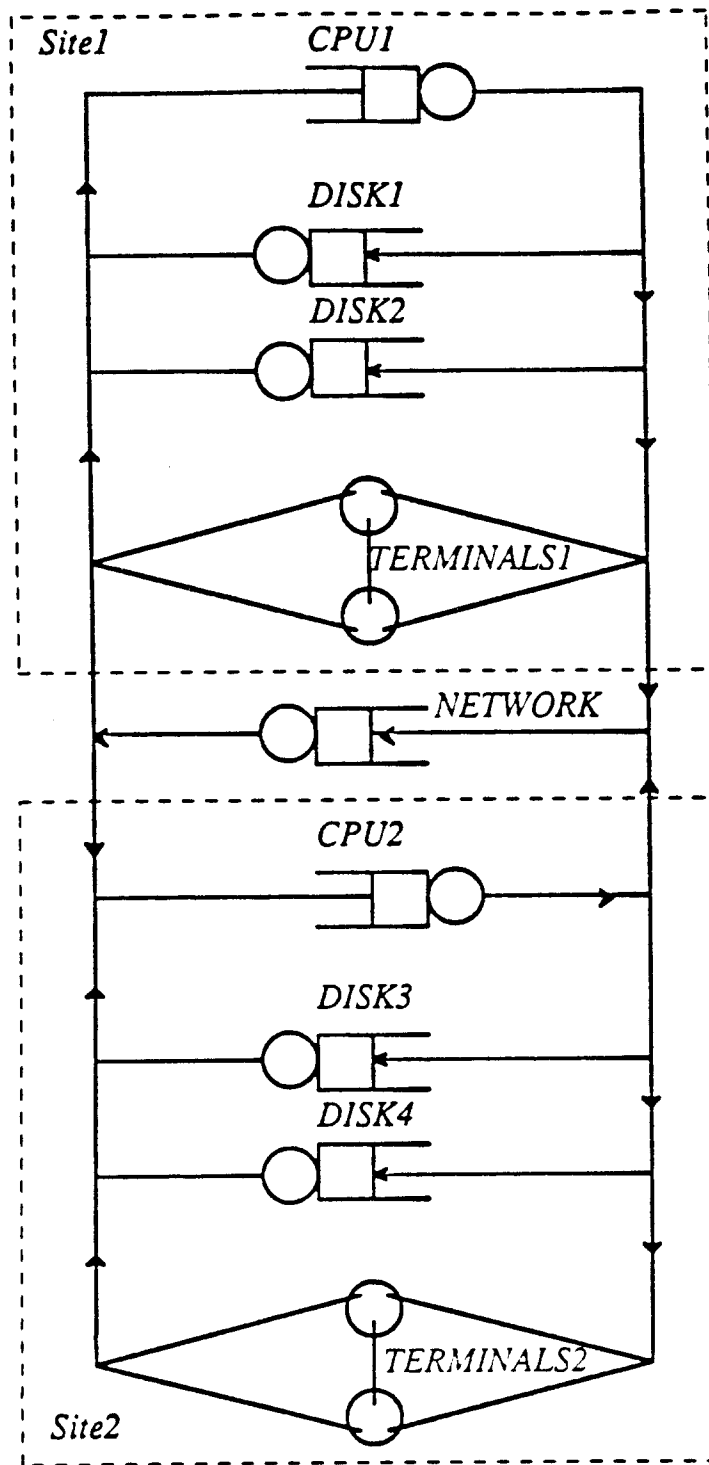 Site1
CPU1
DISK1
DISK2
TERMINALS1
NETWORK
CPU2
DISK3
DISK4
TERMINALS2
Site2